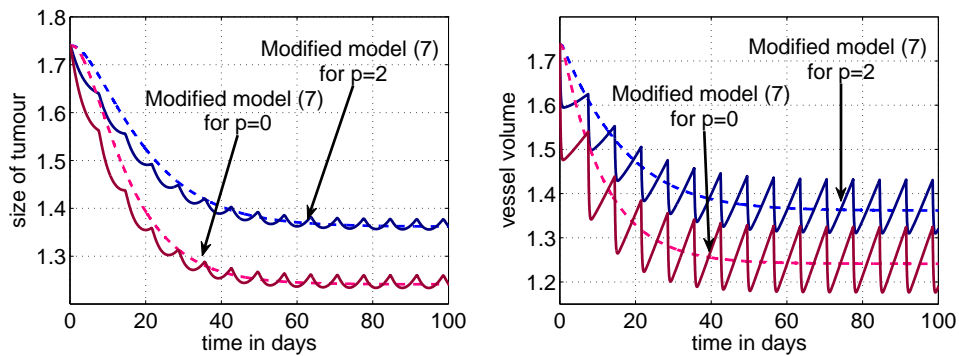 1.8
1.7
1.6
1.5
1.4
1.3
size of tumour
Modified model (7)
for p=2
Modified model (7)
for p=0
0
20
40
60
80
100
time in days
1.7
1.6
1.5
1.4
1.3
1.2
vessel volume
Modified model (7)
for p=2
Modified model (7)
for p=0
0
20
40
60
80
100
time in days